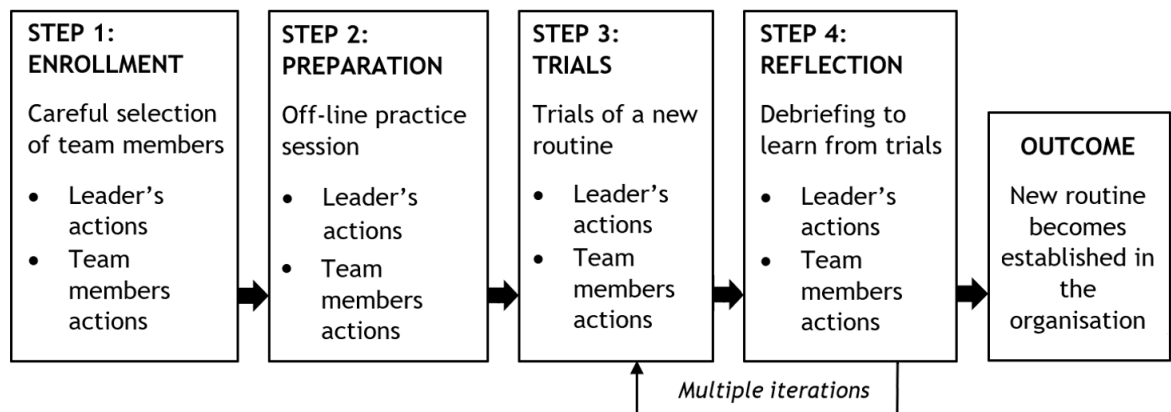 STEP 1:
ENROLLMENT
Careful selection
of team members
• Leader's
actions
• Team
members
actions
STEP 2:
PREPARATION
Off-line practice
session
• Leader's
actions
• Team
members
actions
STEP 3:
TRIALS
Trials of a new
routine
• Leader's
actions
• Team
members
actions
STEP 4:
REFLECTION
Debriefing to
learn from trials
• Leader's
actions
• Team
members
actions
OUTCOME
New routine
becomes
established in
the
organisation
Multiple iterations